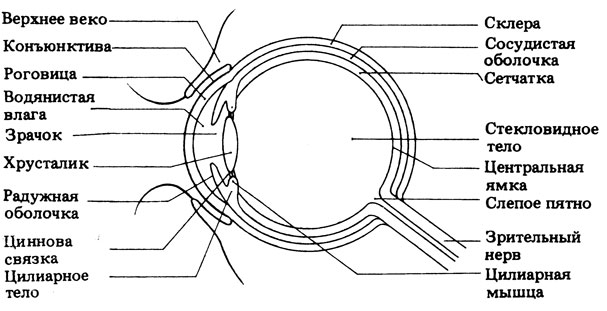 Верхнее веко
Конъюнктива
Роговица
Водянистая
влага
Зрачок
Хрусталик
Радужная
оболочка
Циннова
связка
Цилиарное
тело
Склера
Сосудистая
оболочка
Сетчатка
Стекловидное
тело
Центральная
ямка
Слепое пятно
Зрительный
нерв
Цилиарная
мышца